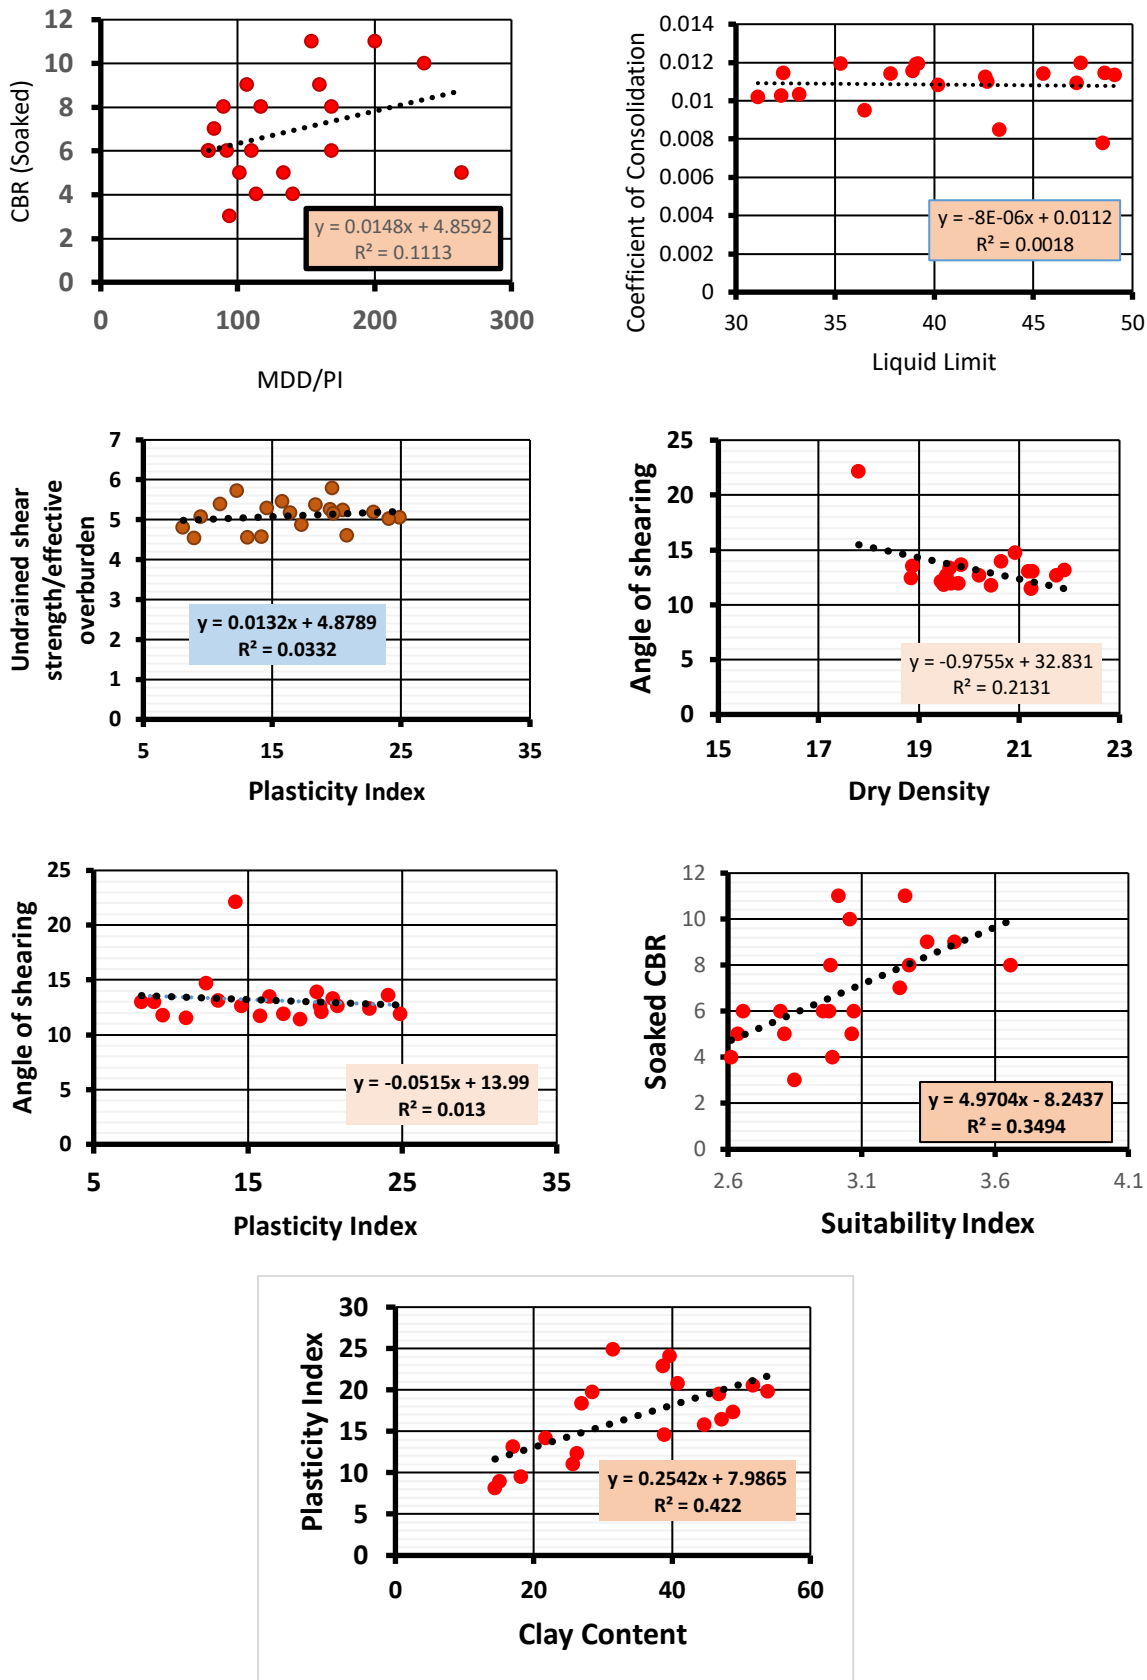 CBR (Soaked)
12
10
8
6
4
2
0
y = 0.0148x + 4.8592
R² = 0.1113
0 100 200 300
MDD/PI
Coefficient of Consolidation
0.014
0.012
0.01
0.008
0.006
0.004
0.002
0
y = -8E-06x + 0.0112
R² = 0.0018
30 35 40 45 50
Liquid Limit
Undrained shear
strength/effective
overburden
7
6
5
4
3
2
1
0
y = 0.0132x + 4.8789
R² = 0.0332
5 15 25 35
Plasticity Index
Angle of shearing
25
20
15
10
5
0
y = -0.9755x + 32.831
R² = 0.2131
15 17 19 21 23
Dry Density
Angle of shearing
25
20
15
10
5
0
y = -0.0515x + 13.99
R² = 0.013
5 15 25 35
Plasticity Index
Soaked CBR
12
10
8
6
4
2
0
y = 4.9704x - 8.2437
R² = 0.3494
2.6 3.1 3.6 4.1
Suitability Index
Plasticity Index
30
25
20
15
10
5
0
y = 0.2542x + 7.9865
R² = 0.422
0 20 40 60
Clay Content